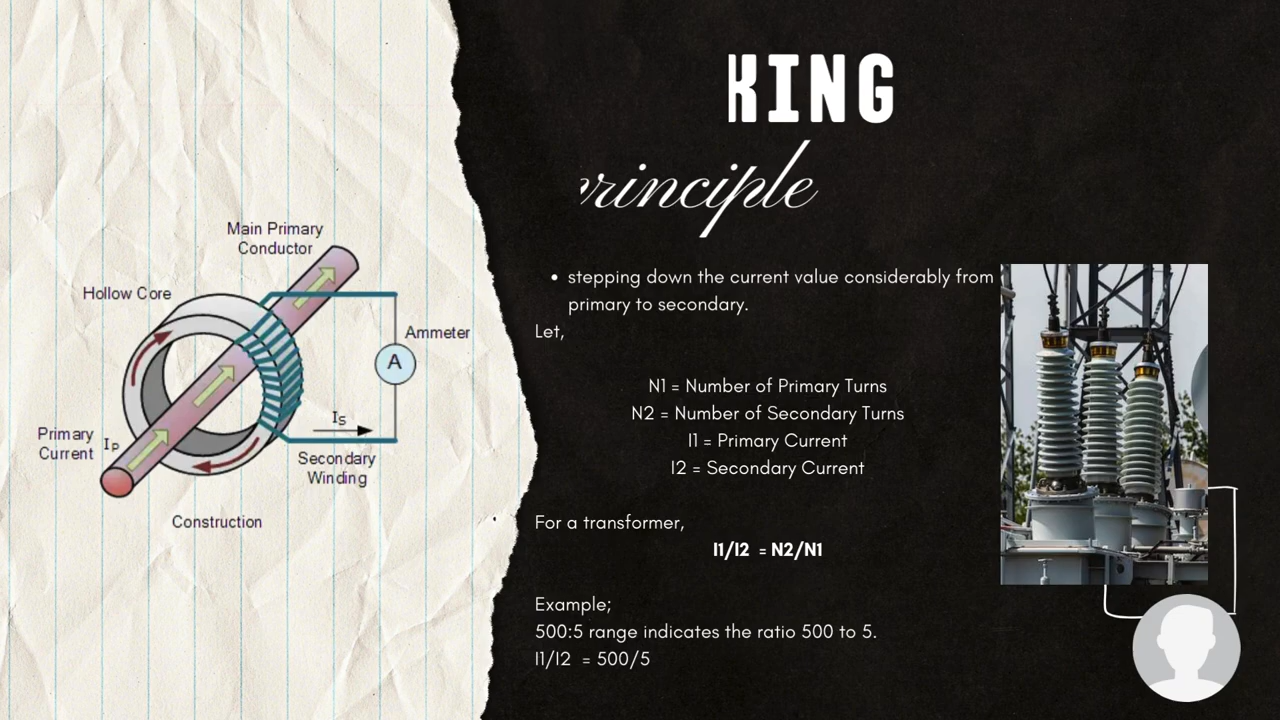 KING
principle
Main Primary
Conductor
Hollow Core
Ammeter
A
Is
Primary
Current Ip
Secondary
Winding
Construction
• stepping down the current value considerably from
primary to secondary.
Let,
N1 = Number of Primary Turns
N2 = Number of Secondary Turns
I1 = Primary Current
I2 = Secondary Current
For a transformer,
I1/I2 = N2/N1
Example;
500:5 range indicates the ratio 500 to 5.
I1/I2 = 500/5